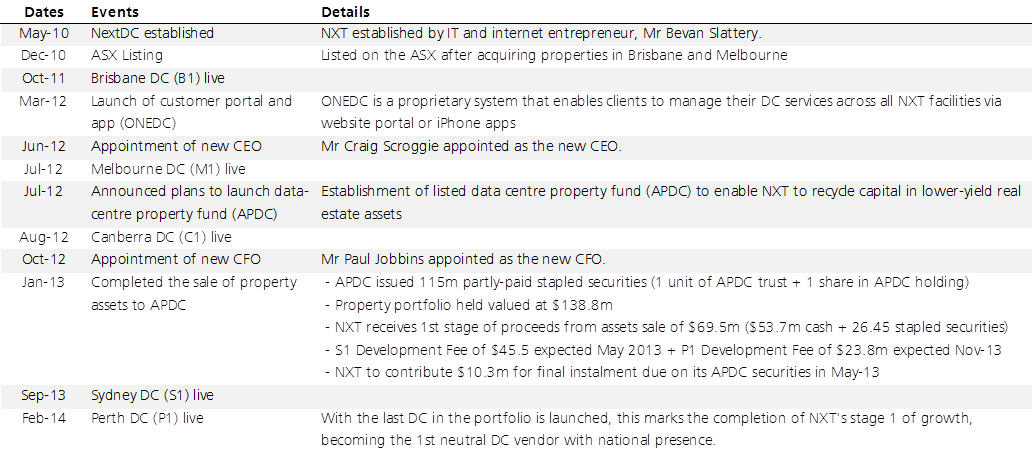 Dates Events Details
May-10 NextDC established NXT established by IT and internet entrepreneur, Mr Bevan Slattery.
Dec-10 ASX Listing Listed on the ASX after acquiring properties in Brisbane and Melbourne
Oct-11 Brisbane DC (B1) live
Mar-12 Launch of customer portal and ONEDC is a proprietary system that enables clients to manage their DC services across all NXT facilities via
app (ONEDC) website portal or iPhone apps
Jun-12 Appointment of new CEO Mr Craig Scroggie appointed as the new CEO.
Jul-12 Melbourne DC (M1) live
Jul-12 Announced plans to launch data- Establishment of listed data centre property fund (APDC) to enable NXT to recycle capital in lower-yield real
centre property fund (APDC) estate assets
Aug-12 Canberra DC (C1) live
Oct-12 Appointment of new CFO Mr Paul Jobbins appointed as the new CFO.
Jan-13 Completed the sale of property - APDC issued 115m partly-paid stapled securities (1 unit of APDC trust + 1 share in APDC holding)
assets to APDC - Property portfolio held valued at $138.8m
- NXT receives 1st stage of proceeds from assets sale of $69.5m ($53.7m cash + 26.45 stapled securities)
- S1 Development Fee of $45.5 expected May 2013 + P1 Development Fee of $23.8m expected Nov-13
- NXT to contribute $10.3m for final instalment due on its APDC securities in May-13
Sep-13 Sydney DC (S1) live
Feb-14 Perth DC (P1) live With the last DC in the portfolio is launched, this marks the completion of NXT's stage 1 of growth,
becoming the 1st neutral DC vendor with national presence.